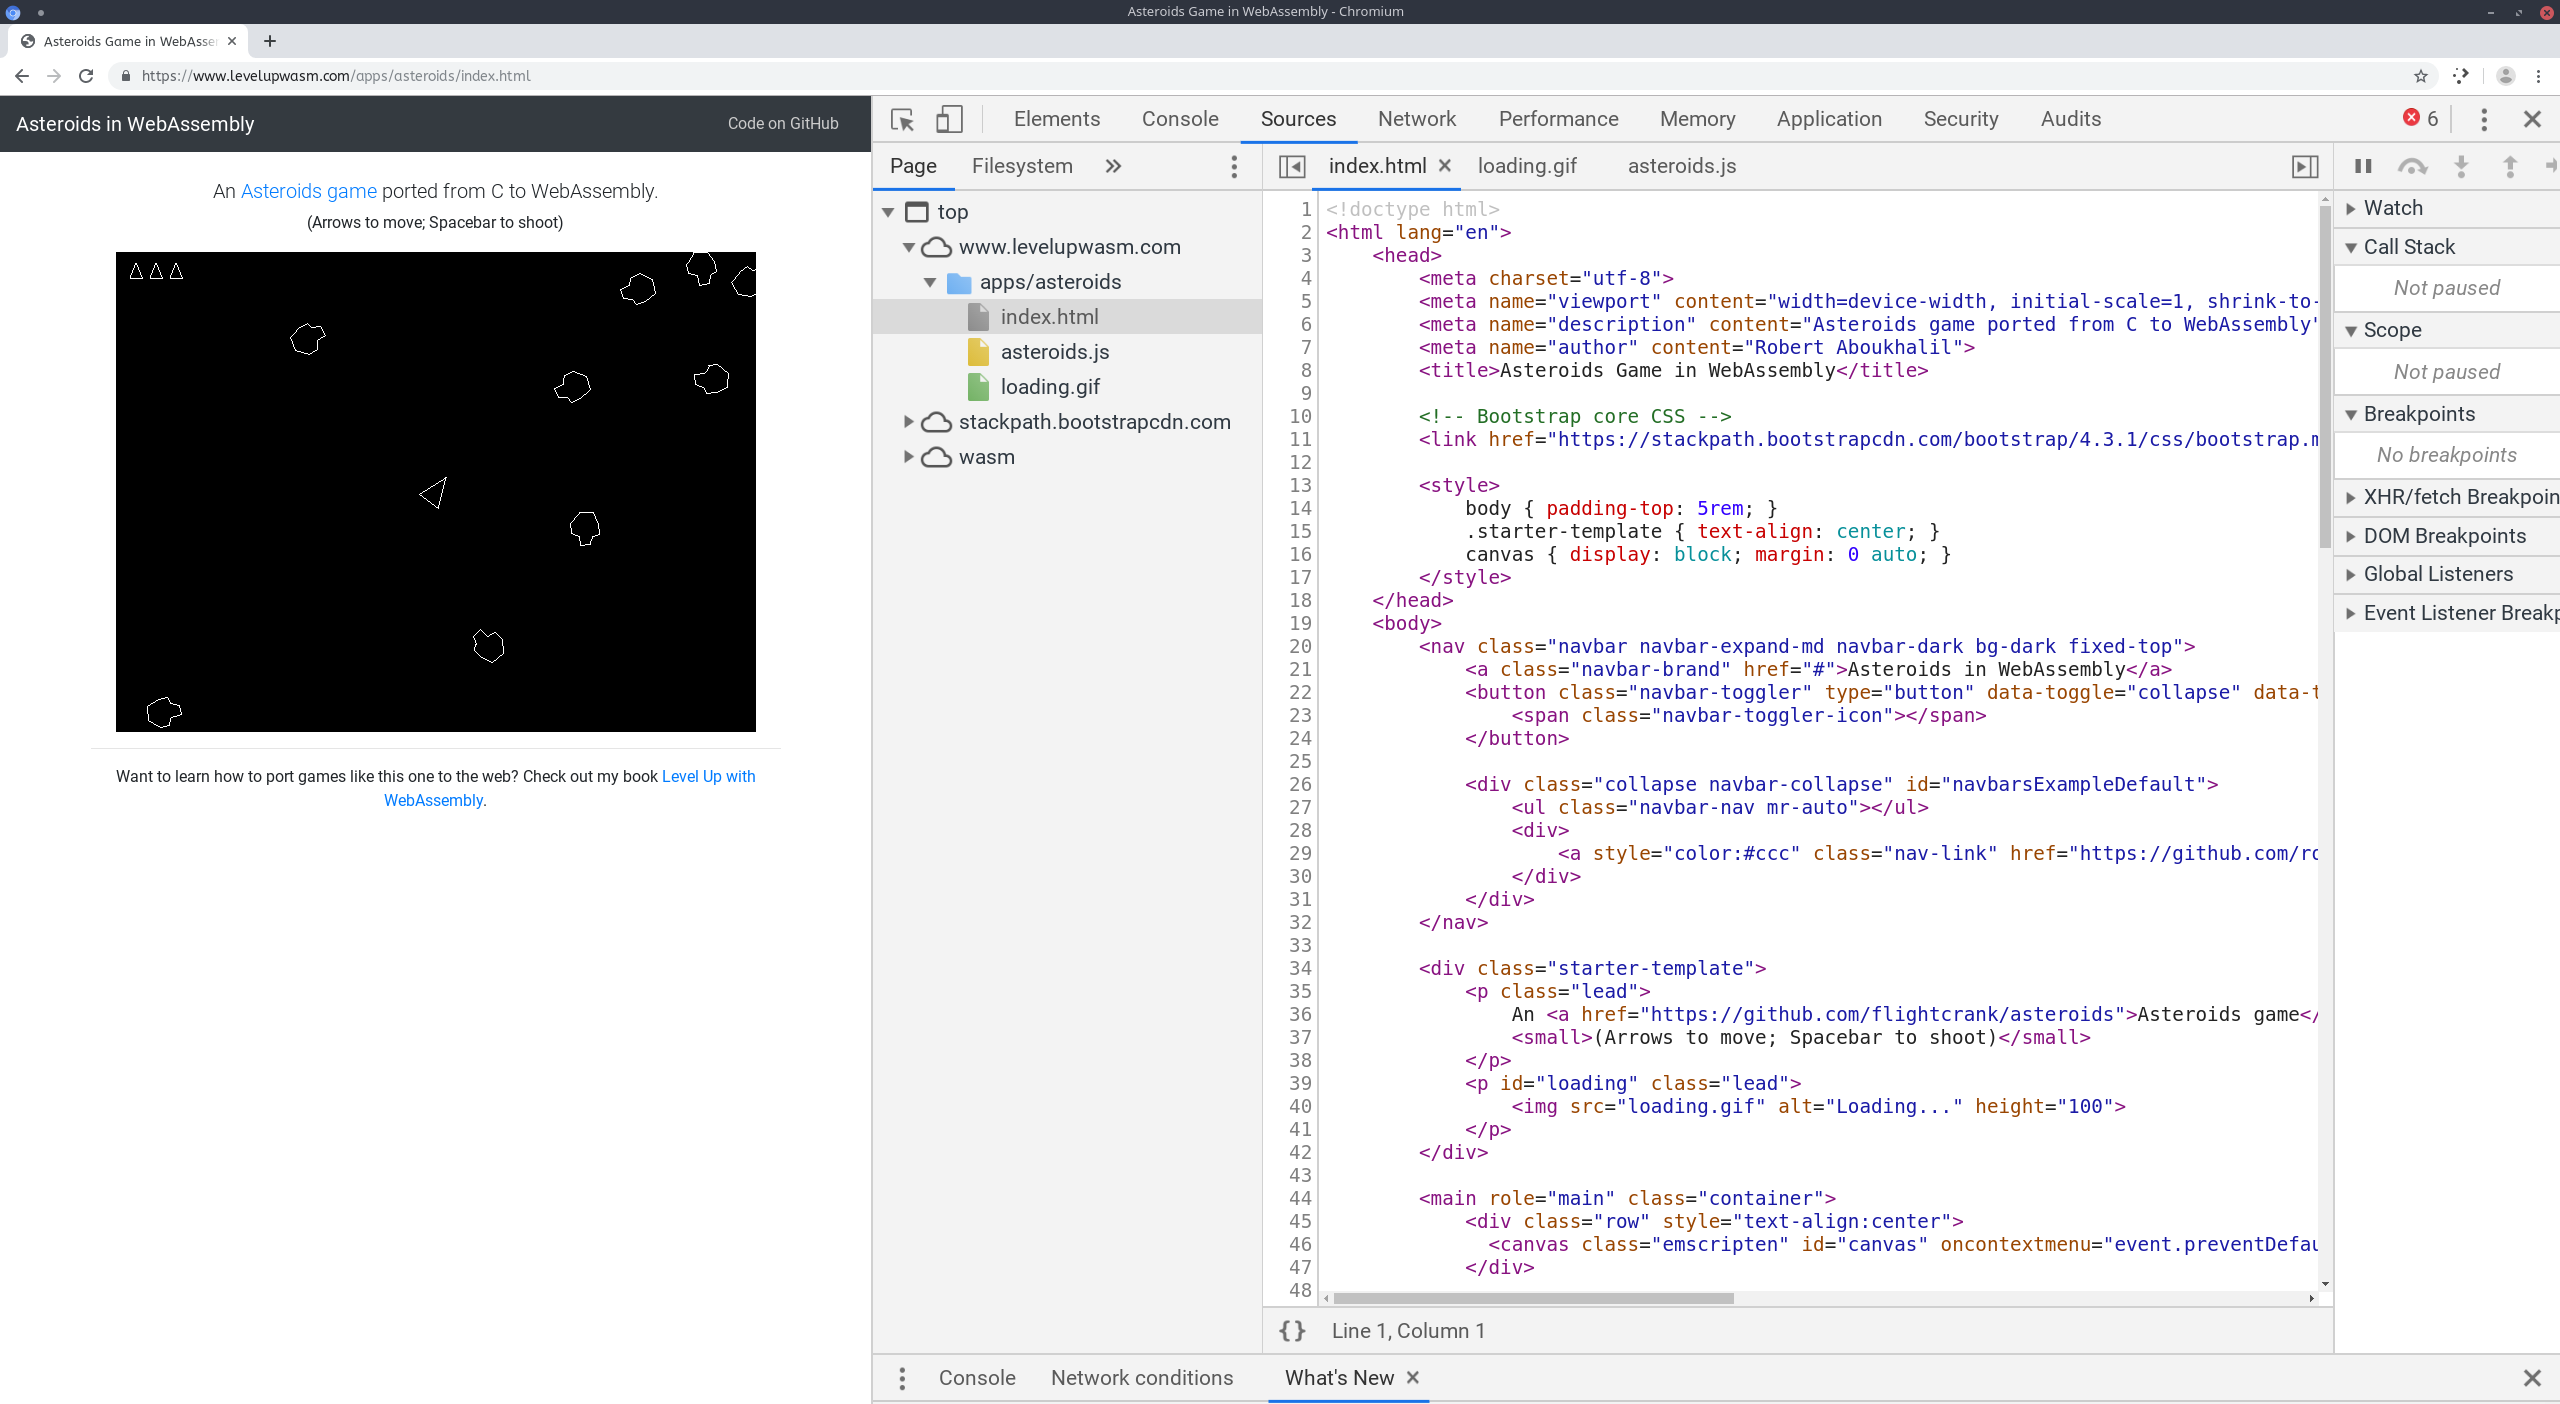 Asteroids Game in WebAssembly - Chromium
Asteroids Game in WebAsse
https://www.levelupwasm.com/apps/asteroids/index.html
Asteroids in WebAssembly
Code on GitHub
An Asteroids game ported from C to WebAssembly.
(Arrows to move; Spacebar to shoot)
Want to learn how to port games like this one to the web? Check out my book Level Up with
WebAssembly.
Elements Console Sources Network Performance Memory Application Security Audits 6
Page Filesystem
top
www.levelupwasm.com
apps/asteroids
index.html
asteroids.js
loading.gif
stackpath.bootstrapcdn.com
wasm
index.html loading.gif asteroids.js
1 <!doctype html>
2 <html lang="en">
3 <head>
4 <meta charset="utf-8">
5 <meta name="viewport" content="width=device-width, initial-scale=1, shrink-to-
6 <meta name="description" content="Asteroids game ported from C to WebAssembly"
7 <meta name="author" content="Robert Aboukhalil">
8 <title>Asteroids Game in WebAssembly</title>
9
10 <!-- Bootstrap core CSS -->
11 <link href="https://stackpath.bootstrapcdn.com/bootstrap/4.3.1/css/bootstrap.m
12
13 <style>
14 body { padding-top: 5rem; }
15 .starter-template { text-align: center; }
16 canvas { display: block; margin: 0 auto; }
17 </style>
18 </head>
19 <body>
20 <nav class="navbar navbar-expand-md navbar-dark bg-dark fixed-top">
21 <a class="navbar-brand" href="#">Asteroids in WebAssembly</a>
22 <button class="navbar-toggler" type="button" data-toggle="collapse" data-t
23 <span class="navbar-toggler-icon"></span>
24 </button>
25
26 <div class="collapse navbar-collapse" id="navbarsExampleDefault">
27 <ul class="navbar-nav mr-auto"></ul>
28 <div>
29 <a style="color:#ccc" class="nav-link" href="https://github.com/ro
30 </div>
31 </div>
32 </nav>
33
34 <div class="starter-template">
35 <p class="lead">
36 An <a href="https://github.com/flightcrank/asteroids">Asteroids game</
37 <small>(Arrows to move; Spacebar to shoot)</small>
38 </p>
39 <p id="loading" class="lead">
40 <img src="loading.gif" alt="Loading..." height="100">
41 </p>
42 </div>
43
44 <main role="main" class="container">
45 <div class="row" style="text-align:center">
46 <canvas class="emscripten" id="canvas" oncontextmenu="event.preventDefau
47 </div>
48
{} Line 1, Column 1
Watch
Call Stack
Not paused
Scope
Not paused
Breakpoints
No breakpoints
XHR/fetch Breakpoin
DOM Breakpoints
Global Listeners
Event Listener Breakp
Console Network conditions What's New